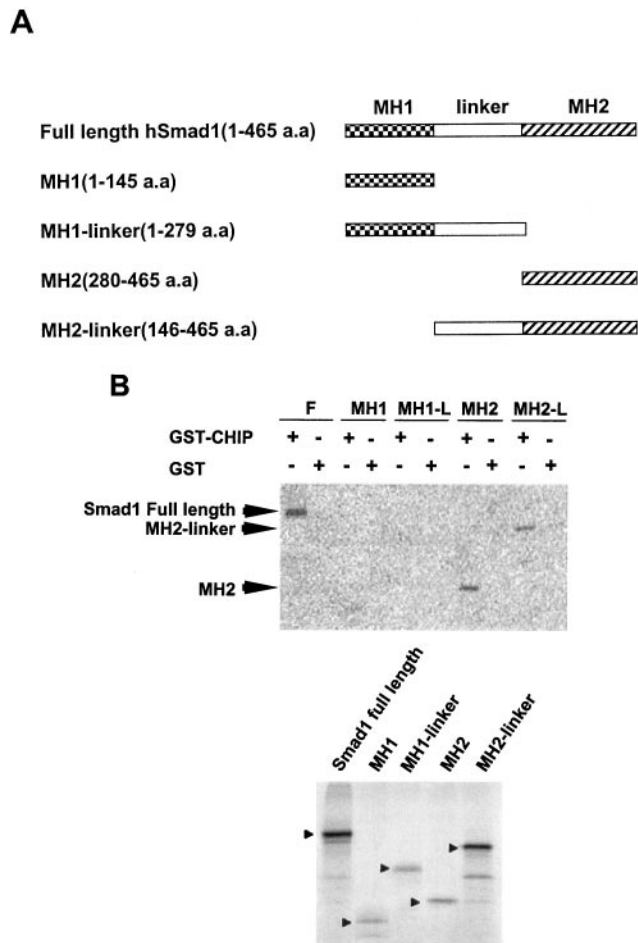 A
MH1 linker MH2
Full length hSmad1(1-465 a.a)
MH1(1-145 a.a)
MH1-linker(1-279 a.a)
MH2(280-465 a.a)
MH2-linker(146-465 a.a)
B
F MH1 MH1-L MH2 MH2-L
GST-CHIP + - + - + - + - + -
GST - + - + - + - + - +
Smad1 Full length
MH2-linker
MH2
Smad1 full length
MH1
MH1-linker
MH2
MH2-linker